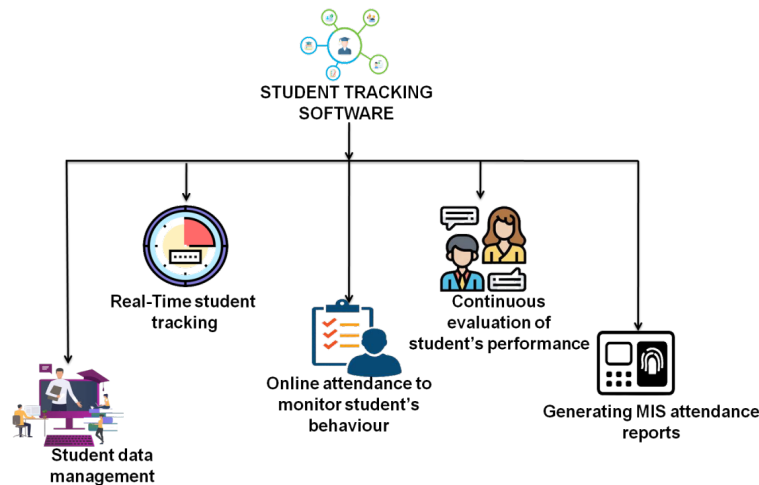 STUDENT TRACKING
SOFTWARE
Real-Time student
tracking
Continuous
evaluation of
student's performance
Online attendance to
monitor student's
behaviour
Generating MIS attendance
reports
Student data
management